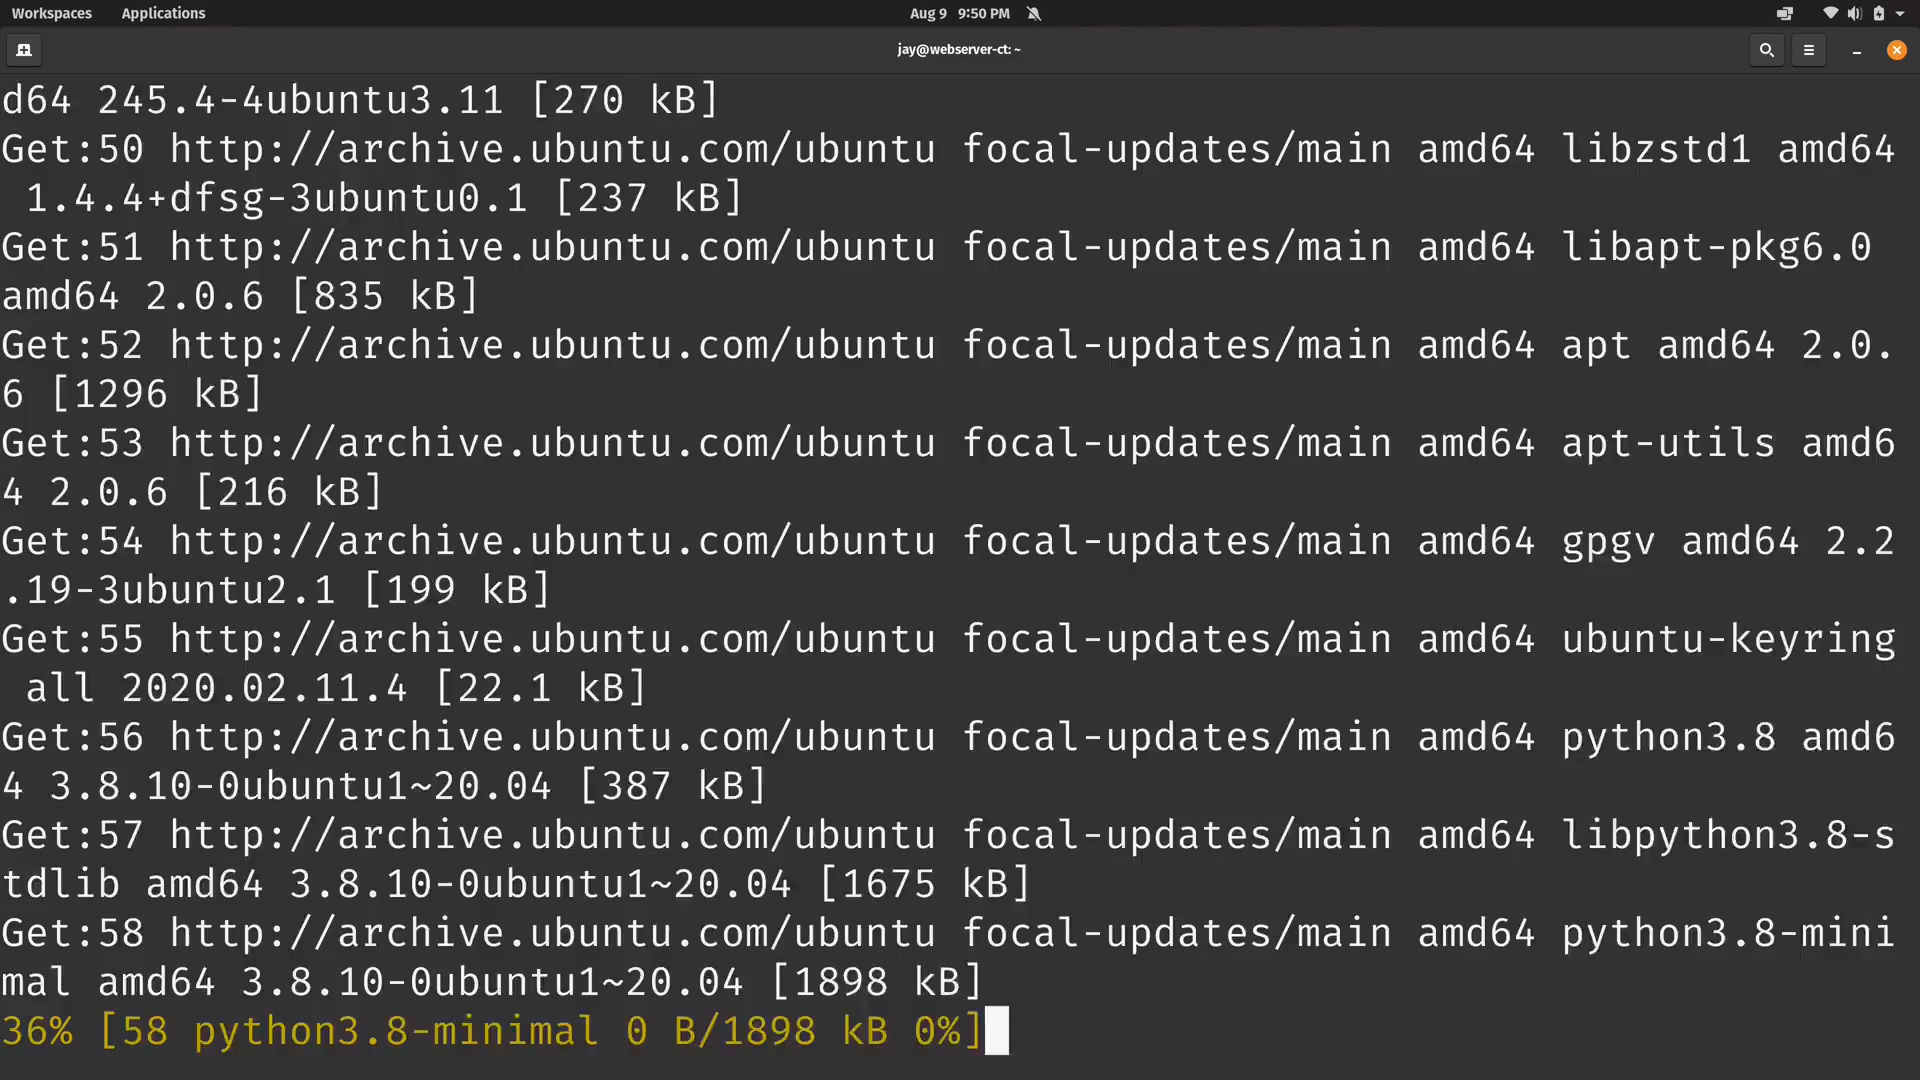 Workspaces Applications Aug 9 9:50 PM
jay@webserver-ct: ~
d64 245.4-4ubuntu3.11 [270 kB]
Get:50 http://archive.ubuntu.com/ubuntu focal-updates/main amd64 libzstd1 amd64
 1.4.4+dfsg-3ubuntu0.1 [237 kB]
Get:51 http://archive.ubuntu.com/ubuntu focal-updates/main amd64 libapt-pkg6.0
amd64 2.0.6 [835 kB]
Get:52 http://archive.ubuntu.com/ubuntu focal-updates/main amd64 apt amd64 2.0.
6 [1296 kB]
Get:53 http://archive.ubuntu.com/ubuntu focal-updates/main amd64 apt-utils amd6
4 2.0.6 [216 kB]
Get:54 http://archive.ubuntu.com/ubuntu focal-updates/main amd64 gpgv amd64 2.2
.19-3ubuntu2.1 [199 kB]
Get:55 http://archive.ubuntu.com/ubuntu focal-updates/main amd64 ubuntu-keyring
 all 2020.02.11.4 [22.1 kB]
Get:56 http://archive.ubuntu.com/ubuntu focal-updates/main amd64 python3.8 amd6
4 3.8.10-0ubuntu1~20.04 [387 kB]
Get:57 http://archive.ubuntu.com/ubuntu focal-updates/main amd64 libpython3.8-s
tdlib amd64 3.8.10-0ubuntu1~20.04 [1675 kB]
Get:58 http://archive.ubuntu.com/ubuntu focal-updates/main amd64 python3.8-mini
mal amd64 3.8.10-0ubuntu1~20.04 [1898 kB]
36% [58 python3.8-minimal 0 B/1898 kB 0%]